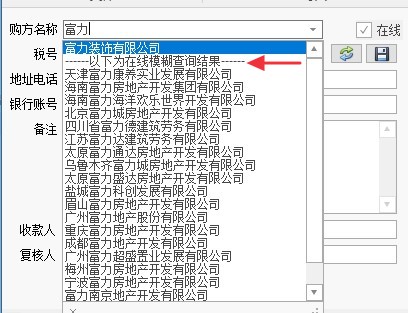 购方名称 富力 在线
税号
地址电话
银行账号
备注
收款人
复核人
富力装饰有限公司
------以下为在线模糊查询结果------
天津富力康养实业发展有限公司
海南富力房地产开发有限公司
海南富力海洋欢乐世界开发有限公司
北京富力城房地产开发有限公司
四川省富力德建筑劳务有限公司
江苏富力达建筑劳务有限公司
太原富力通达房地产开发有限公司
乌鲁木齐富力城房地产开发有限公司
太原富力盛达房地产开发有限公司
盐城富力科创发展有限公司
眉山富力房地产开发有限公司
广州富力地产股份有限公司
重庆富力房地产开发有限公司
成都富力地产开发有限公司
广州富力超盛置业发展有限公司
梅州富力房地产开发有限公司
宁波富力房地产开发有限公司
富力南京地产开发有限公司